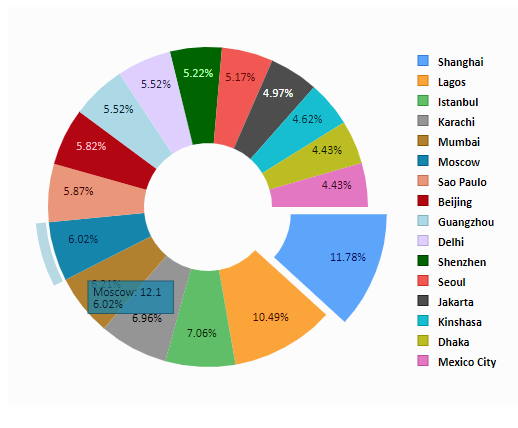 5.52%
5.22%
5.17%
4.97%
5.52%
4.62%
5.82%
4.43%
5.87%
4.43%
6.02%
11.78%
Moscow: 12.1
6.02%
6.96%
7.06%
10.49%
Shanghai
Lagos
Istanbul
Karachi
Mumbai
Moscow
Sao Paulo
Beijing
Guangzhou
Delhi
Shenzhen
Seoul
Jakarta
Kinshasa
Dhaka
Mexico City